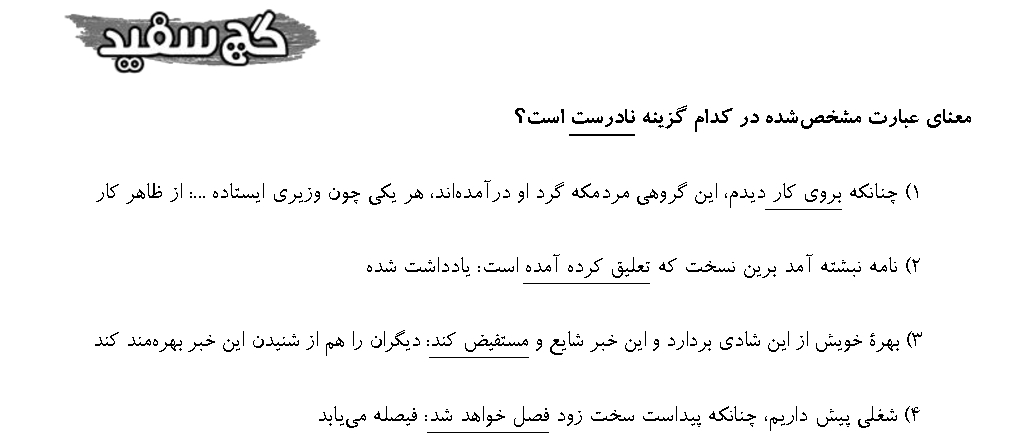 گچ سفید
معنای عبارت مشخص‌شده در کدام گزینه نادرست است؟
۱) چنانکه بروی کار دیدم، این گروهی مردمکه گرد او درآمده‌اند، هر یکی چون وزیری ایستاده ...: از ظاهر کار
۲) نامه نبشته آمد برین نسخت که تعلیق کرده آمده است: یادداشت شده
۳) بهرهٔ خویش از این شادی بردارد و این خبر شایع و مستفیض کند: دیگران را هم از شنیدن این خبر بهره‌مند کند
۴) شغلی پیش داریم، چنانکه پیداست سخت زود فصل خواهد شد: فیصله می‌یابد